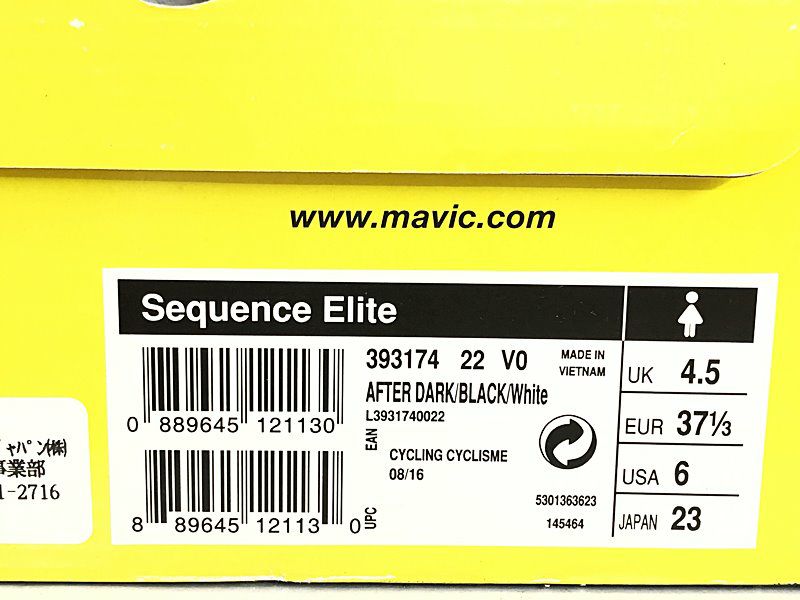 www.mavic.com
Sequence Elite
393174 22 V0
MADE IN
VIETNAM
AFTER DARK/BLACK/White
L3931740022
0 889645 121130
EAN
CYCLING CYCLISME
08/16
8 89645 12113 0
UPC
5301363623
145464
UK 4.5
EUR 37⅓
USA 6
JAPAN 23
ャパン㈱
事業部
1-2716